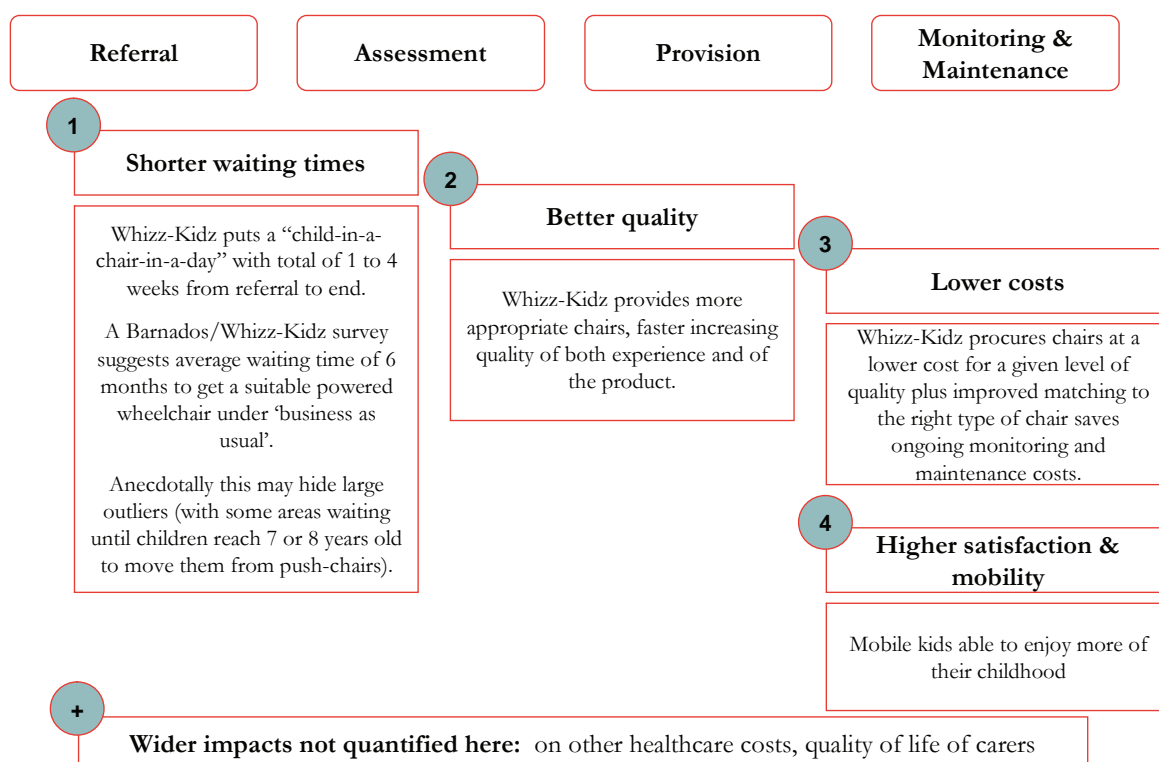 Referral
Assessment
Provision
Monitoring &
Maintenance
1
Shorter waiting times
Whizz-Kidz puts a “child-in-a-
chair-in-a-day” with total of 1 to 4
weeks from referral to end.
A Barnados/Whizz-Kidz survey
suggests average waiting time of 6
months to get a suitable powered
wheelchair under ‘business as
usual’.
Anecdotally this may hide large
outliers (with some areas waiting
until children reach 7 or 8 years old
to move them from push-chairs).
2
Better quality
Whizz-Kidz provides more
appropriate chairs, faster increasing
quality of both experience and of
the product.
3
Lower costs
Whizz-Kidz procures chairs at a
lower cost for a given level of
quality plus improved matching to
the right type of chair saves
ongoing monitoring and
maintenance costs.
4
Higher satisfaction &
mobility
Mobile kids able to enjoy more of
their childhood
+
Wider impacts not quantified here: on other healthcare costs, quality of life of carers